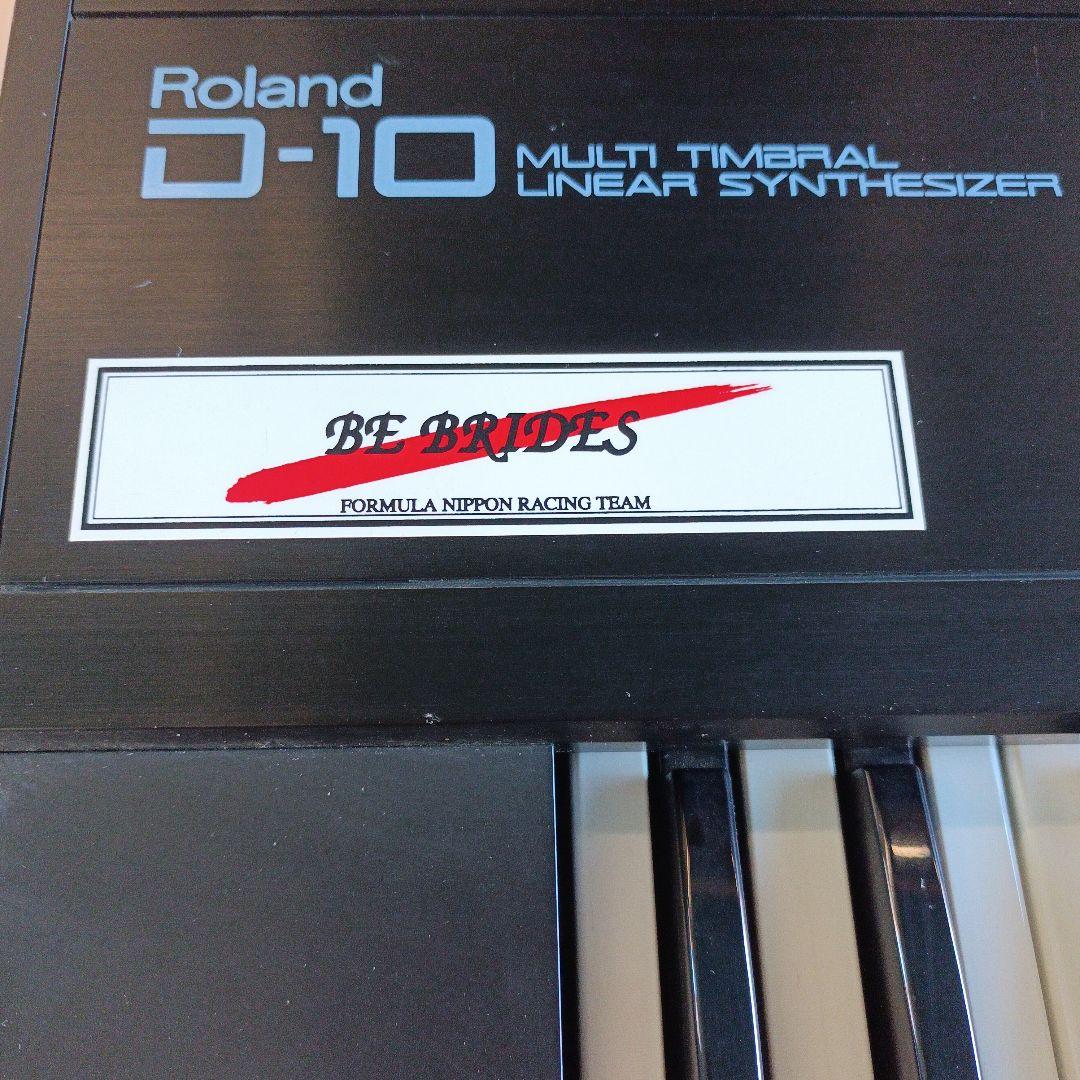 Roland
D-10
MULTI TIMBRAL
LINEAR SYNTHESIZER
BE BRIDES
FORMULA NIPPON RACING TEAM